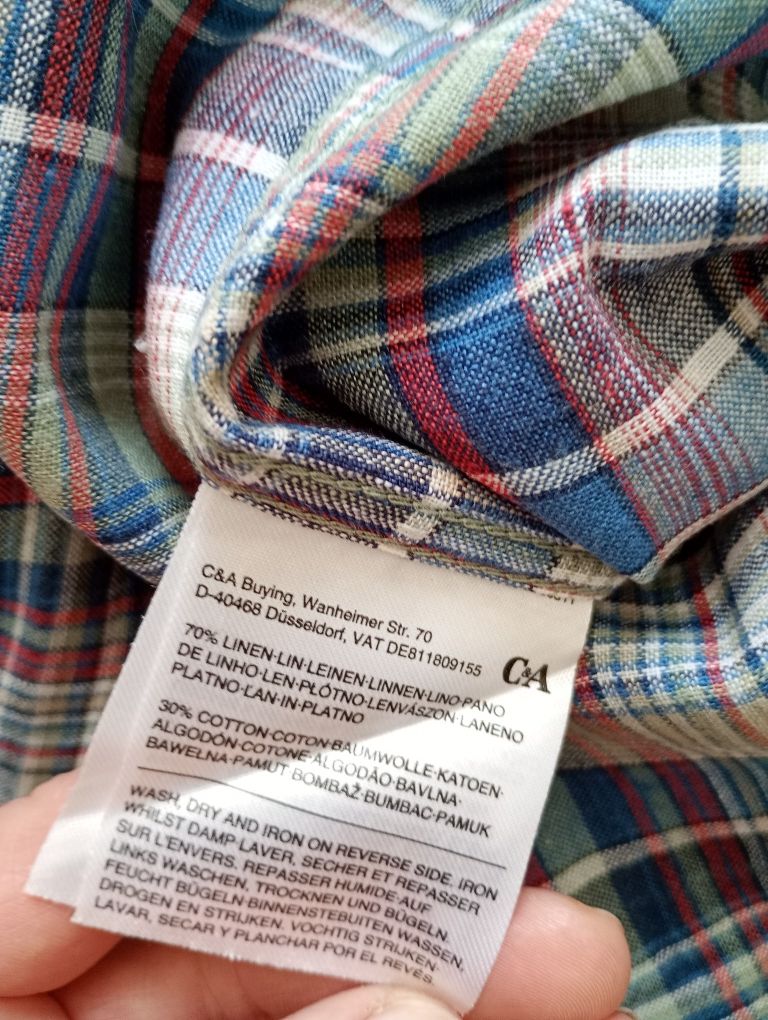 C&A Buying, Wanheimer Str. 70
D-40468 Düsseldorf, VAT DE811809155
C&A
70% LINEN·LIN·LEINEN·LINNEN·LINO·PANO
DE LINHO·LEN·PŁÓTNO·LENVÁSZON·LANENO
PLATNO·LAN·IN·PLATNO
30% COTTON·COTON·BAUMWOLLE·KATOEN·
ALGODÓN·COTONE·ALGODÃO·BAVLNA·
BAWEŁNA·PAMUT BOMBAŽ·BUMBAC·PAMUK
WASH, DRY AND IRON ON REVERSE SIDE, IRON
WHILST DAMP·LAVER, SECHER ET REPASSER
SUR L'ENVERS. REPASSER HUMIDE·AUF
LINKS WASCHEN, TROCKNEN UND BÜGELN.
FEUCHT BÜGELN·BINNENSTEBUITEN WASSEN,
DROGEN EN STRIJKEN. VOCHTIG STRIJKEN·
LAVAR, SECAR Y PLANCHAR POR EL REVÉS.